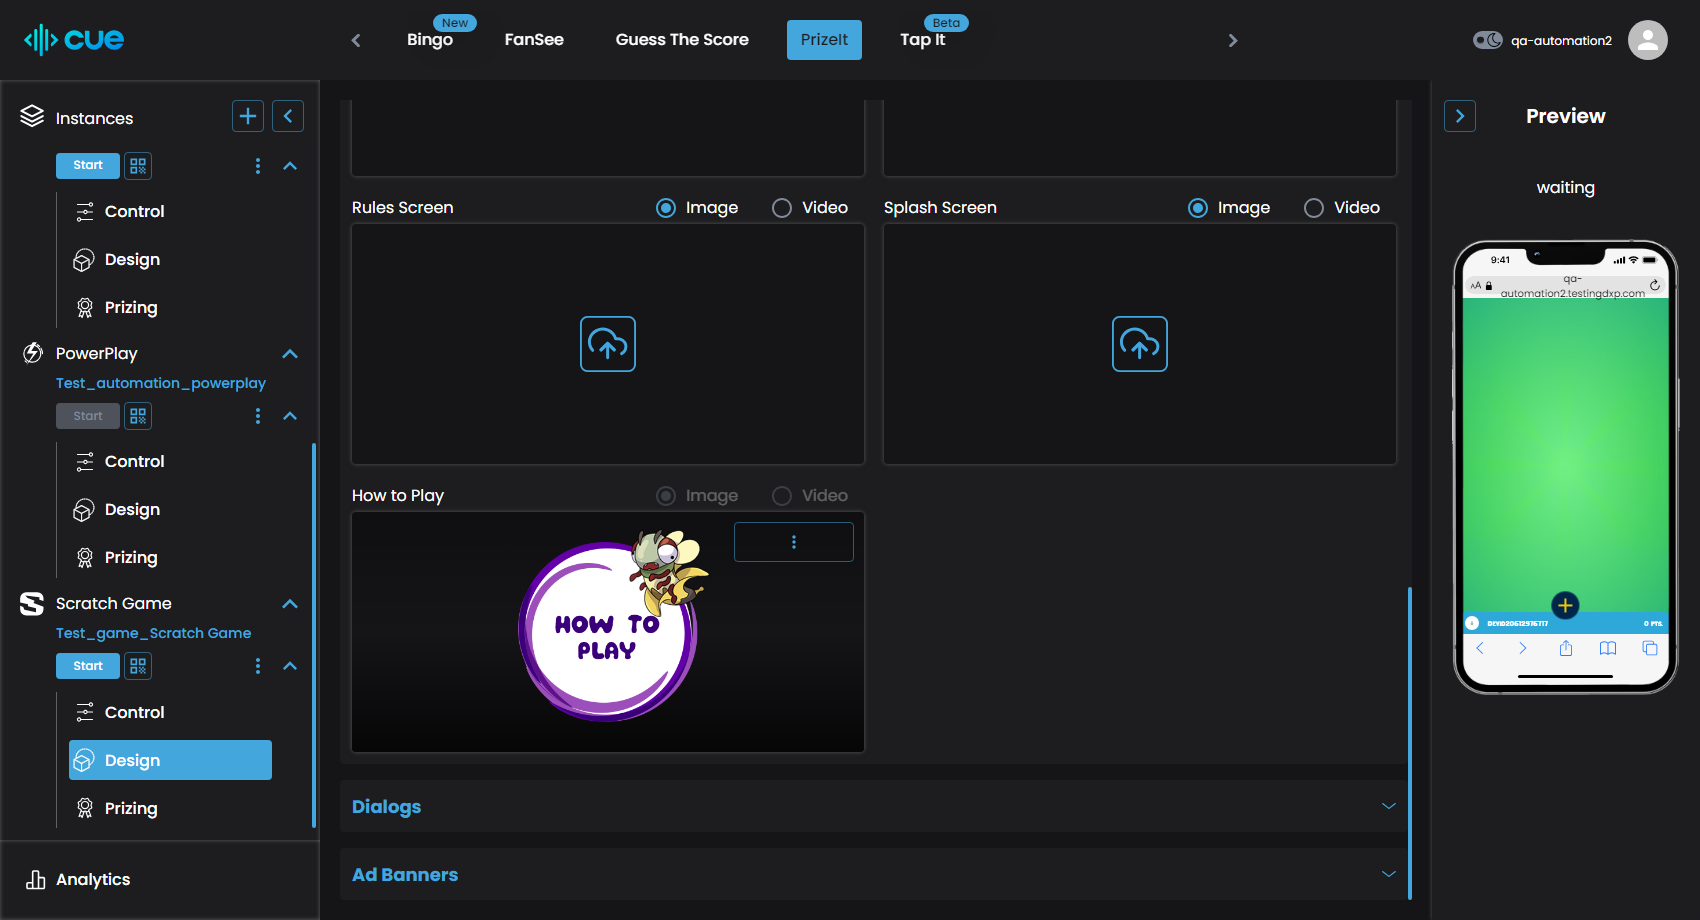 cue
New
Bingo
FanSee
Guess The Score
PrizeIt
Beta
Tap It
qa-automation2
Instances
Start
Control
Design
Prizing
PowerPlay
Test_automation_powerplay
Start
Control
Design
Prizing
Scratch Game
Test_game_Scratch Game
Start
Control
Design
Prizing
Analytics
Rules Screen
Image
Video
Splash Screen
Image
Video
How to Play
Image
Video
HOW TO
PLAY
Dialogs
Ad Banners
Preview
waiting
9:41
AA
qa-
automation2.testingdxp.com
0 PTS.